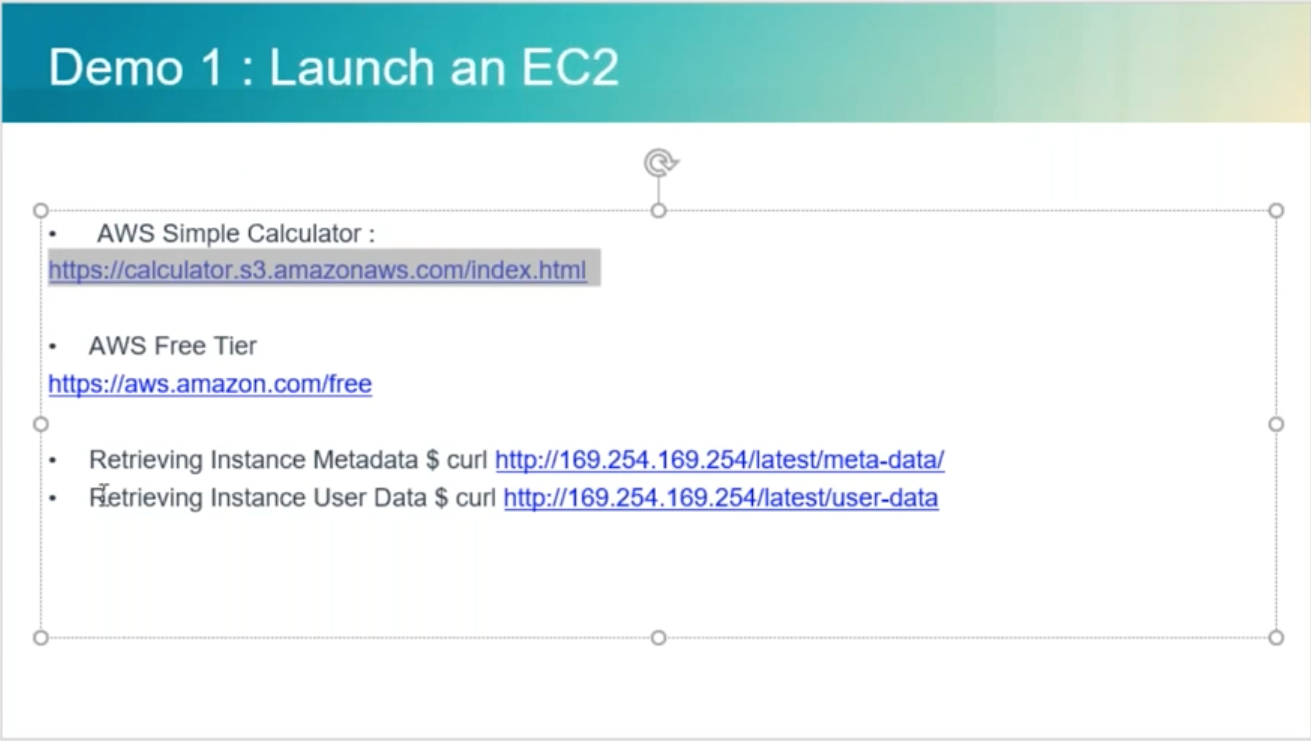 Demo 1 : Launch an EC2
• AWS Simple Calculator :
https://calculator.s3.amazonaws.com/index.html
• AWS Free Tier
https://aws.amazon.com/free
• Retrieving Instance Metadata $ curl http://169.254.169.254/latest/meta-data/
• Retrieving Instance User Data $ curl http://169.254.169.254/latest/user-data